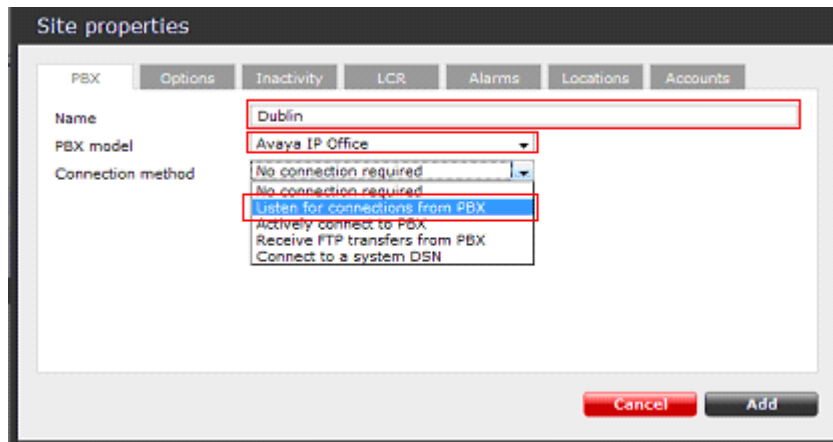 Site properties
PBX Options Inactivity LCR Alarms Locations Accounts
Name Dublin
PBX model Avaya IP Office
Connection method No connection required
No connection required
Listen for connections from PBX
Actively connect to PBX
Receive FTP transfers from PBX
Connect to a system DSN
Cancel Add